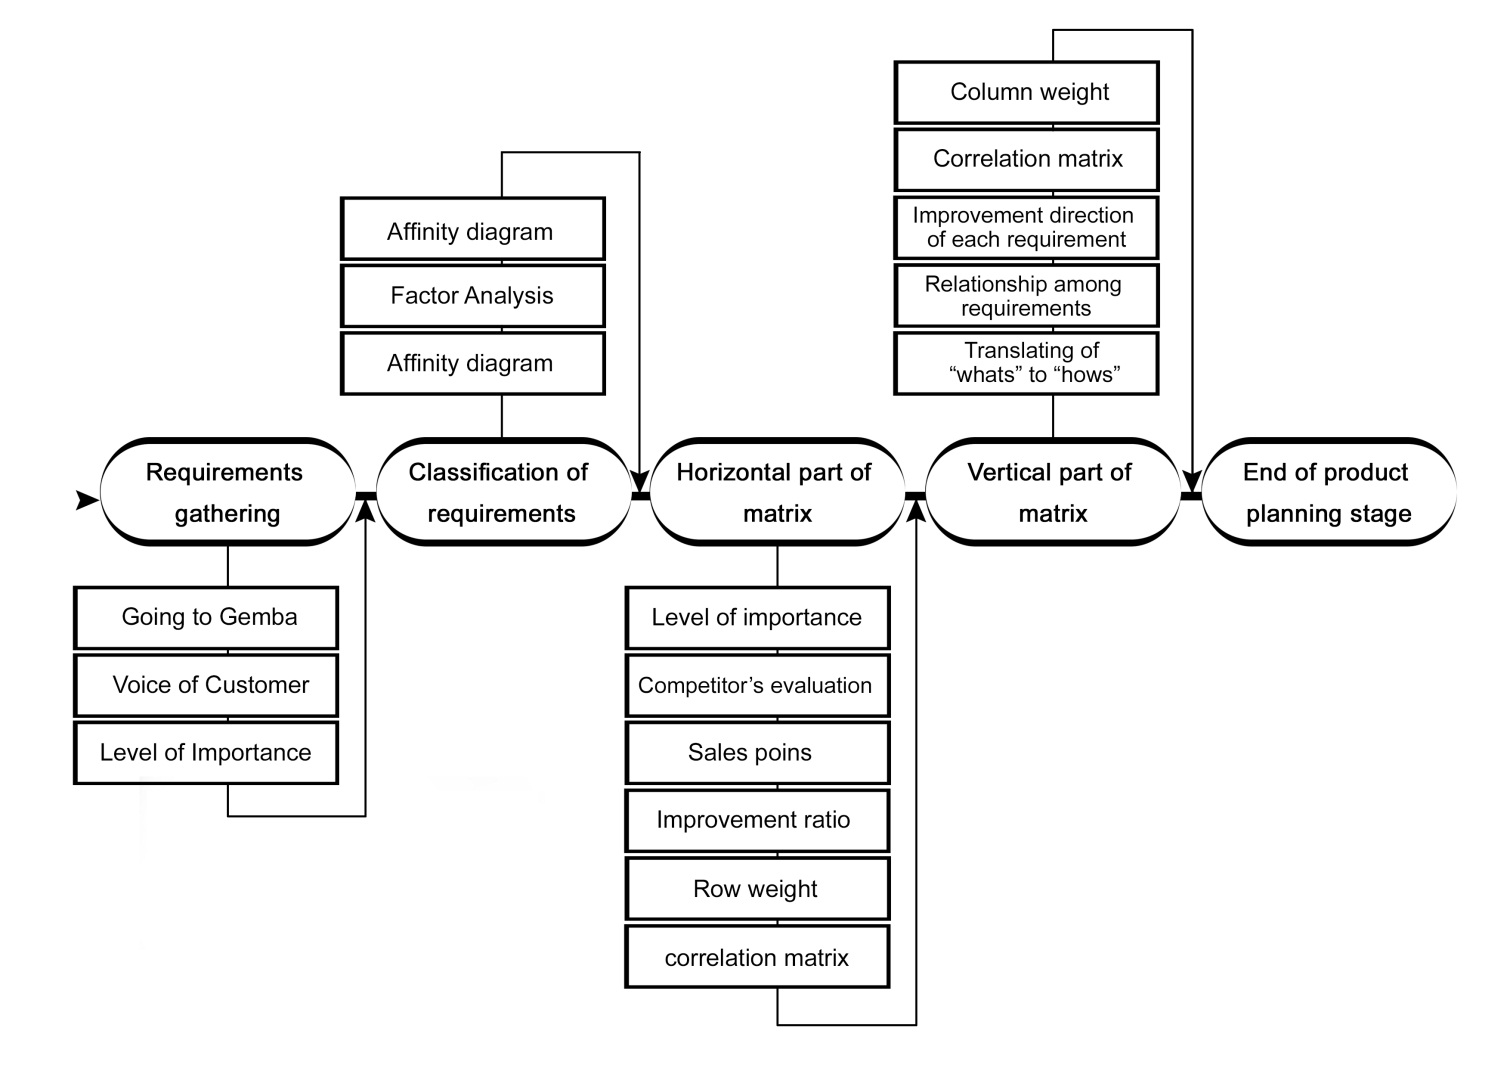 Column weight
Correlation matrix
Improvement direction
of each requirement
Relationship among
requirements
Translating of
“whats” to “hows”
Affinity diagram
Factor Analysis
Affinity diagram
Requirements
gathering
Classification of
requirements
Horizontal part of
matrix
Vertical part of
matrix
End of product
planning stage
Going to Gemba
Voice of Customer
Level of Importance
Level of importance
Competitor’s evaluation
Sales poins
Improvement ratio
Row weight
correlation matrix